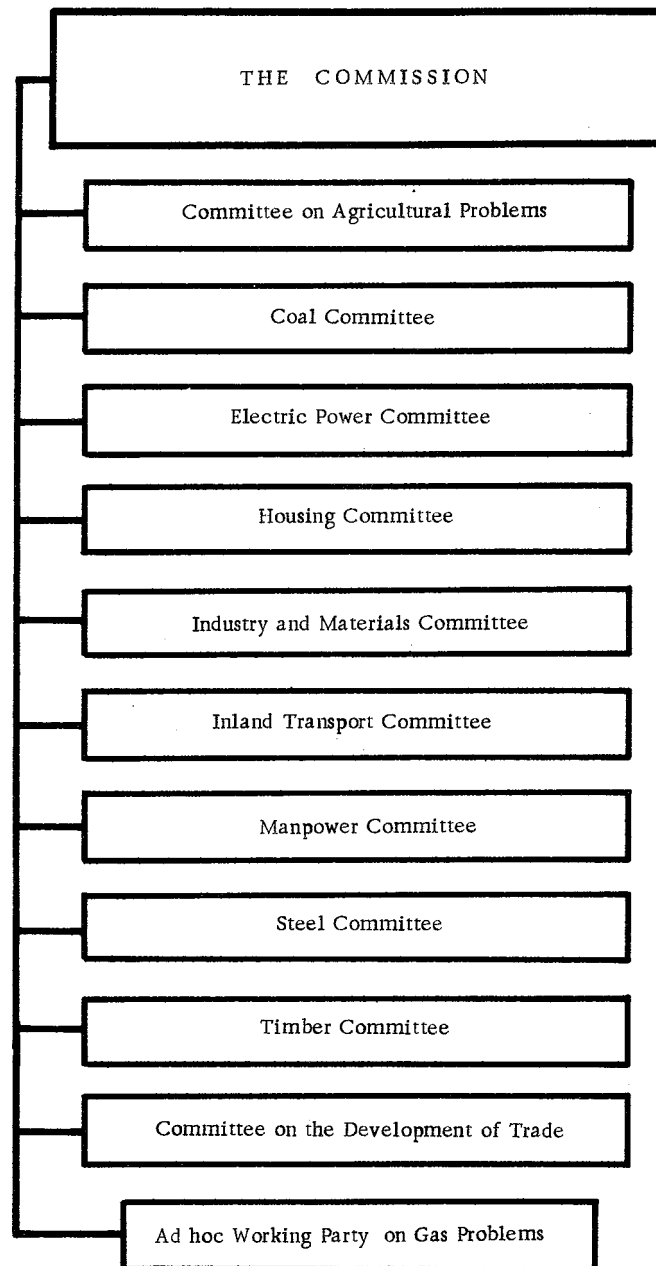 THE COMMISSION
Committee on Agricultural Problems
Coal Committee
Electric Power Committee
Housing Committee
Industry and Materials Committee
Inland Transport Committee
Manpower Committee
Steel Committee
Timber Committee
Committee on the Development of Trade
Ad hoc Working Party on Gas Problems